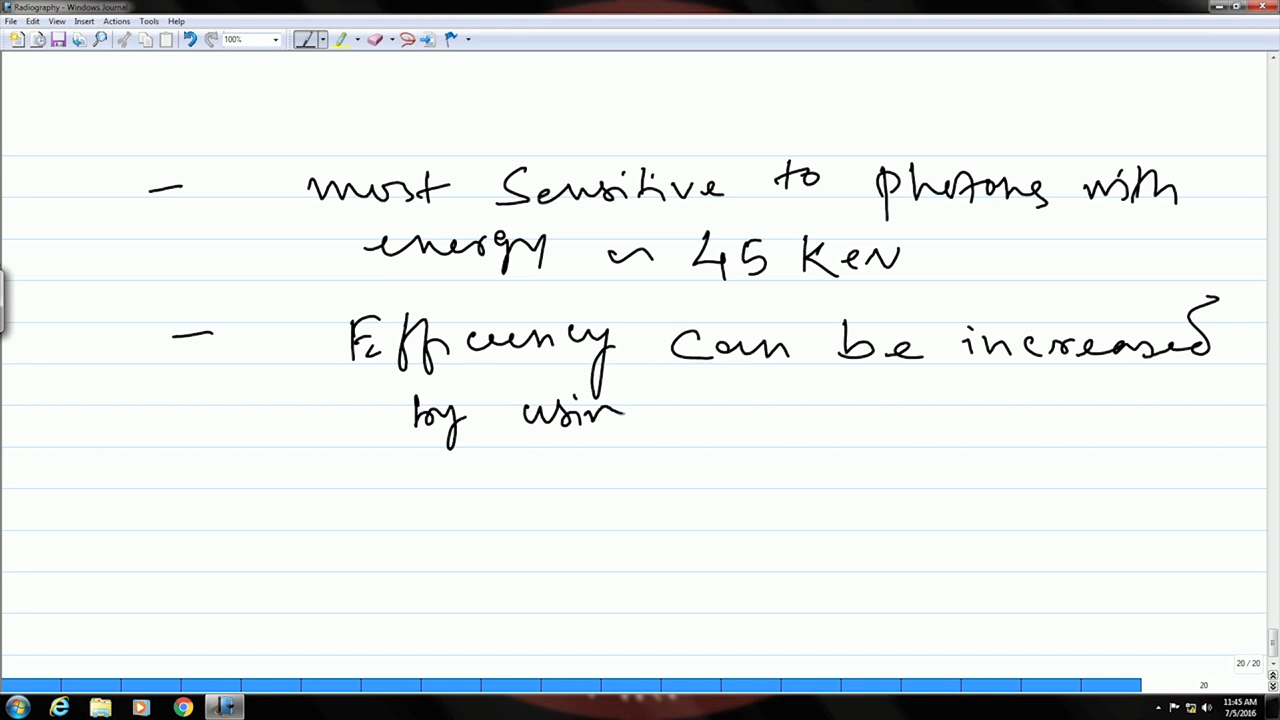 Radiography - Windows Journal
File Edit View Insert Actions Tools Help
100%
— most sensitive to photons with
energy ~ 45 KeV
— Efficiency can be increased
by usin
20 / 20
20
11:45 AM
7/5/2016